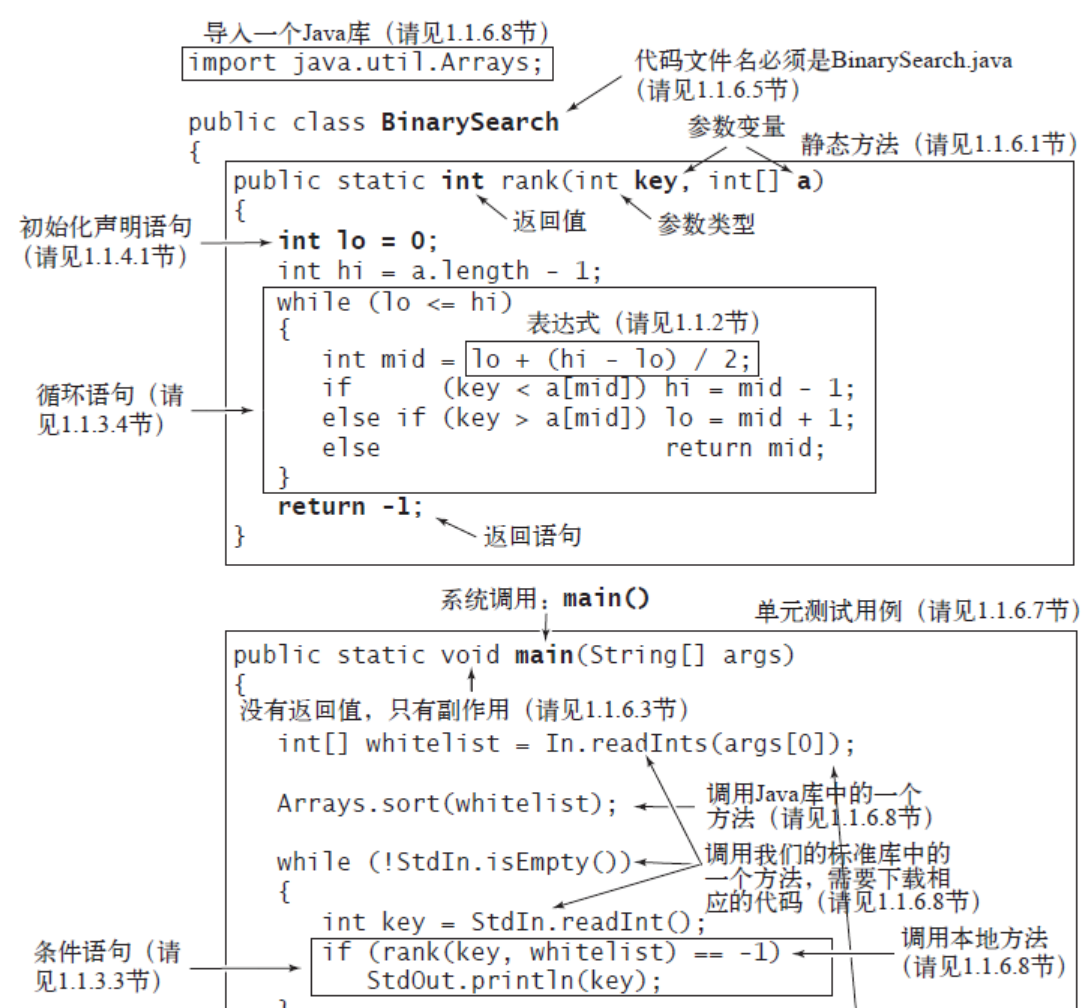 导入一个Java库（请见1.1.6.8节）
import java.util.Arrays;
代码文件名必须是BinarySearch.java
（请见1.1.6.5节）
public class BinarySearch
参数变量
{
静态方法（请见1.1.6.1节）
public static int rank(int key, int[] a)
{
返回值
参数类型
初始化声明语句
（请见1.1.4.1节）
int lo = 0;
int hi = a.length - 1;
while (lo <= hi)
{
表达式（请见1.1.2节）
int mid = lo + (hi - lo) / 2;
if (key < a[mid]) hi = mid - 1;
else if (key > a[mid]) lo = mid + 1;
else return mid;
循环语句（请
见1.1.3.4节）
}
return -1;
返回语句
}
系统调用：main()
单元测试用例（请见1.1.6.7节）
public static void main(String[] args)
{
没有返回值，只有副作用（请见1.1.6.3节）
int[] whitelist = In.readInts(args[0]);
Arrays.sort(whitelist);
调用Java库中的一个
方法（请见1.1.6.8节）
while (!StdIn.isEmpty())
调用我们的标准库中的
一个方法，需要下载相
应的代码（请见1.1.6.8节）
{
int key = StdIn.readInt();
if (rank(key, whitelist) == -1)
StdOut.println(key);
调用本地方法
（请见1.1.6.8节）
条件语句（请
见1.1.3.3节）
}